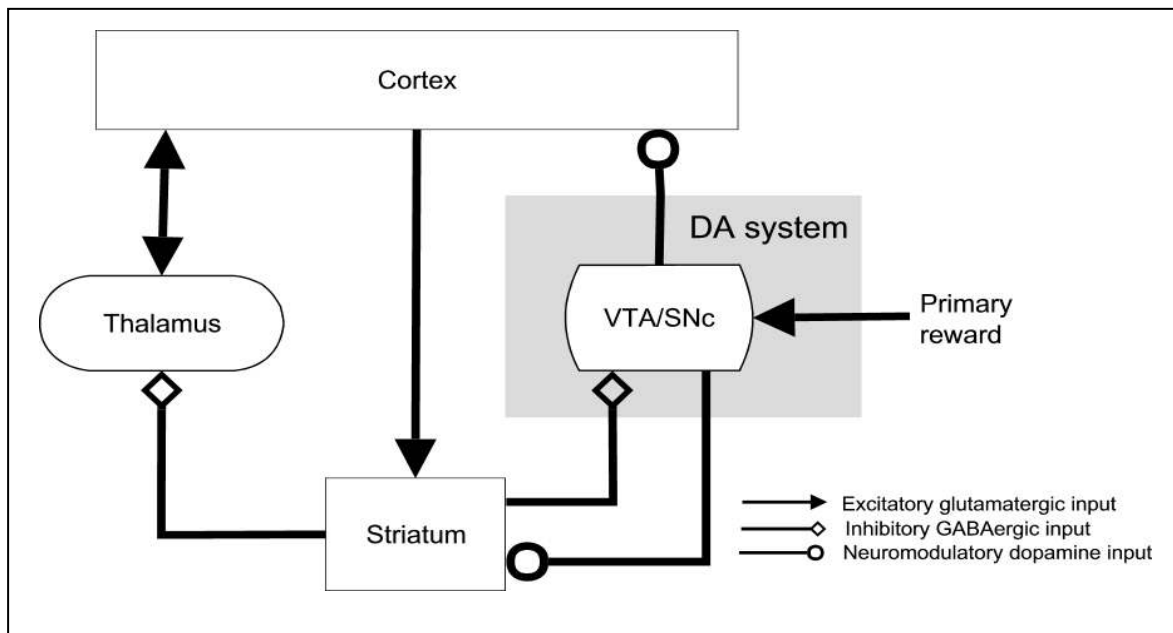 Cortex
DA system
Thalamus
VTA/SNc
Primary
reward
Striatum
Excitatory glutamatergic input
Inhibitory GABAergic input
Neuromodulatory dopamine input